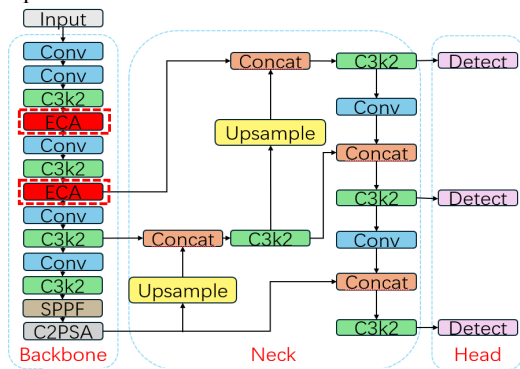 Input
Conv
Conv
C3k2
ECA
Conv
C3k2
ECA
Conv
C3k2
Conv
C3k2
SPPF
C2PSA
Backbone
Concat
Upsample
Concat
Upsample
C3k2
C3k2
Conv
Concat
C3k2
Conv
Concat
C3k2
Neck
Detect
Detect
Detect
Head